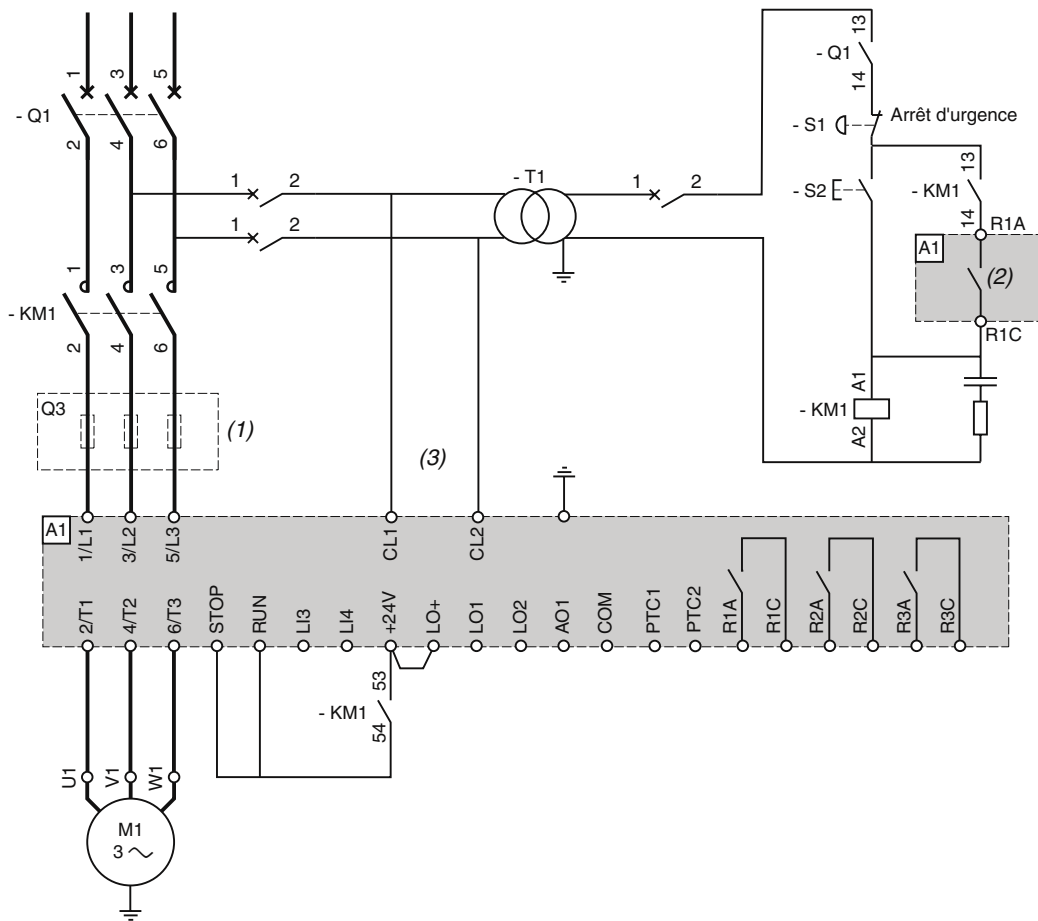 1 3 5
- Q1
2 4 6
1 2
1 2
- T1
1 2
13
- Q1
14
- S1
Arrêt d'urgence
- S2
13
- KM1
14
R1A
A1
(2)
R1C
A1
- KM1
A2
1 3 5
- KM1
2 4 6
Q3
(1)
(3)
A1
1/L1 3/L2 5/L3 CL1 CL2
2/T1 4/T2 6/T3 STOP RUN LI3 LI4 +24V LO+ LO1 LO2 AO1 COM PTC1 PTC2 R1A R1C R2A R2C R3A R3C
53
- KM1
54
U1 V1 W1
M1
3